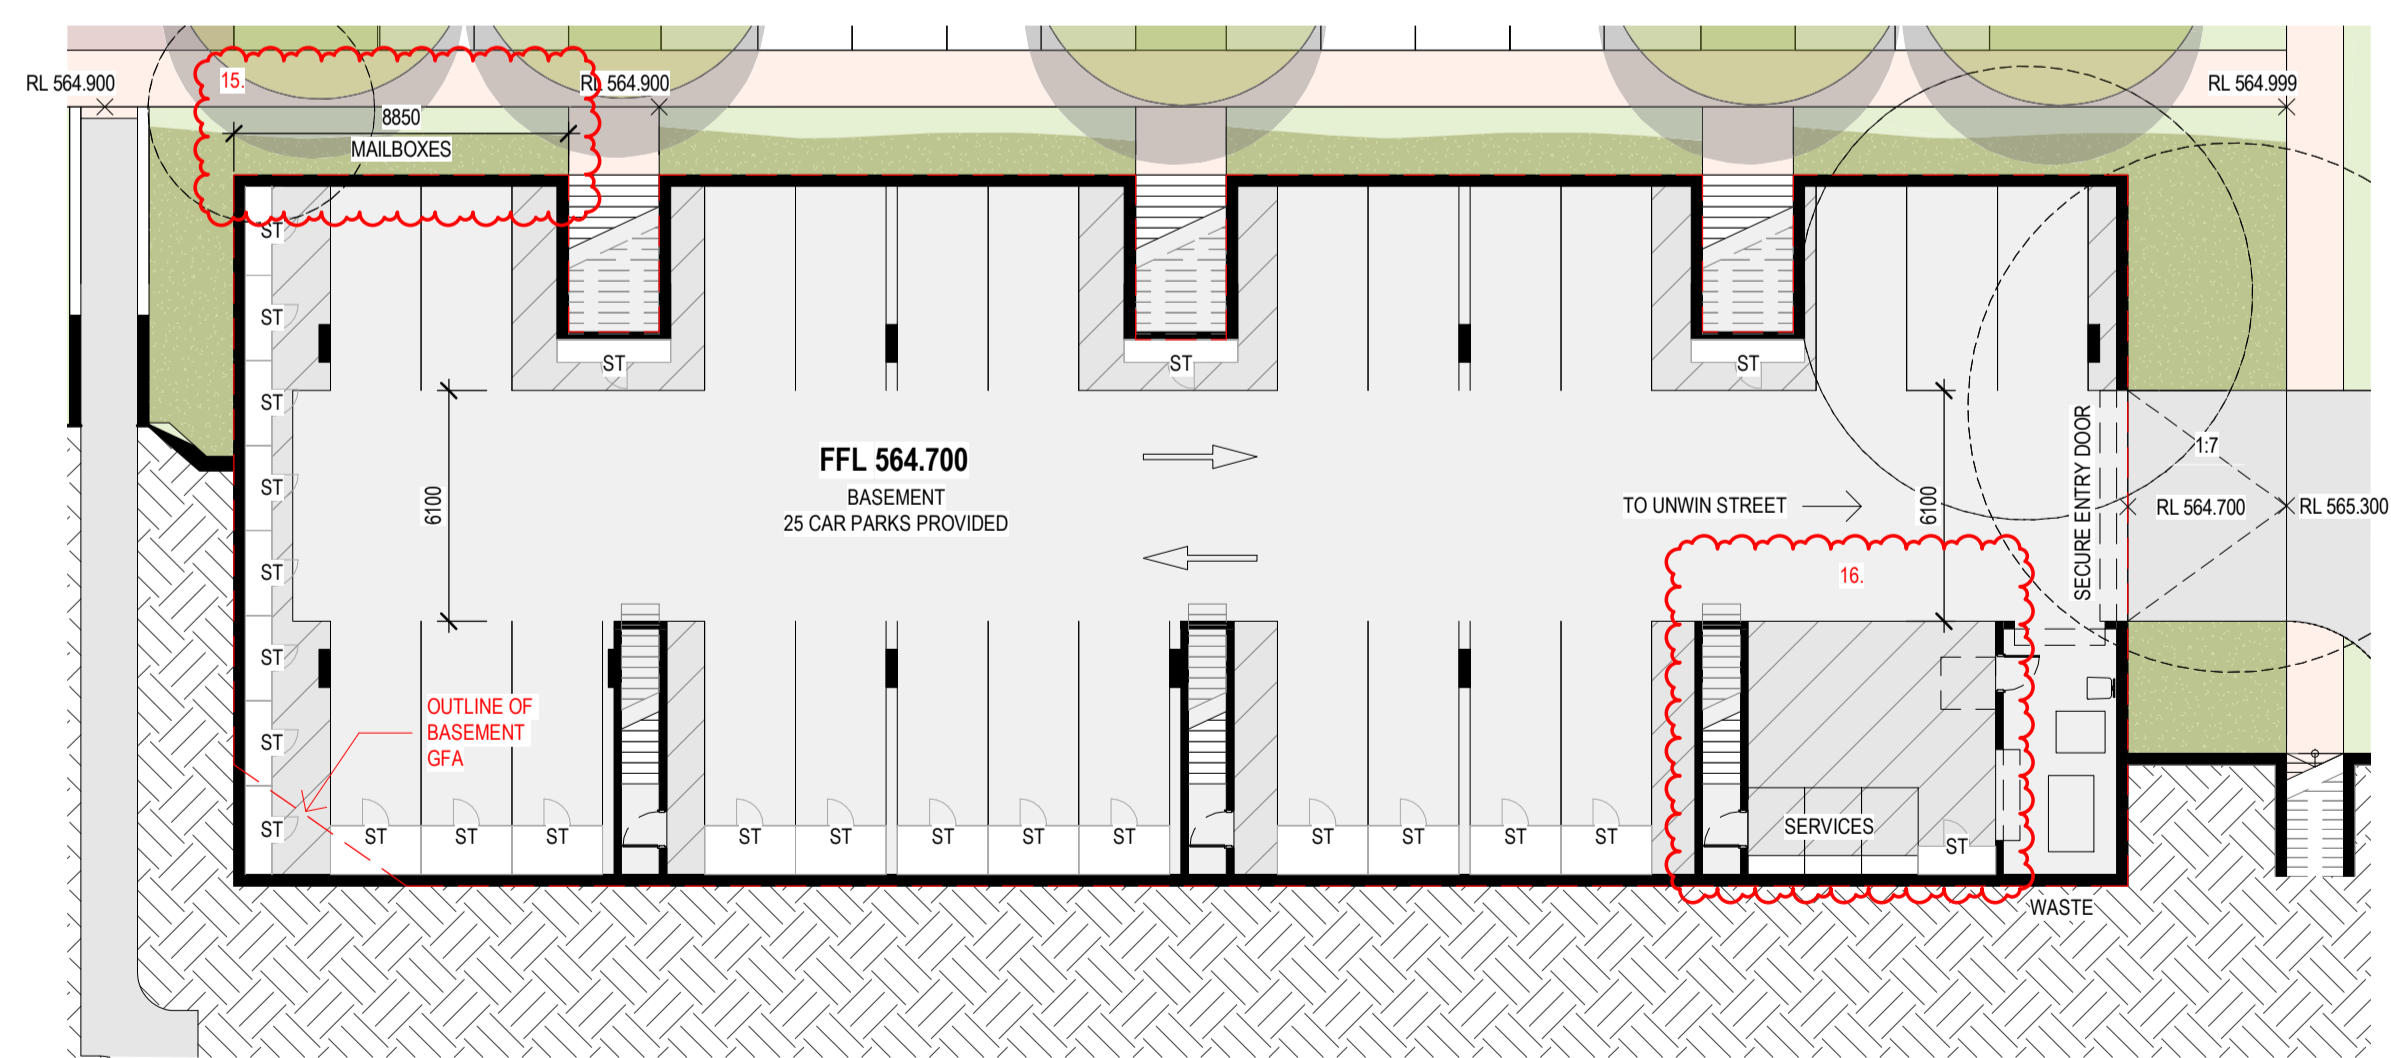 15.
RL 564.900
RL 564.900
RL 564.999
8850
MAILBOXES
ST
ST
ST
ST
ST
ST
ST
ST
ST
ST
ST
FFL 564.700
BASEMENT
25 CAR PARKS PROVIDED
6100
TO UNWIN STREET
6100
SECURE ENTRY DOOR
1:7
RL 564.700
RL 565.300
16.
OUTLINE OF
BASEMENT
GFA
ST
ST
ST
ST
ST
ST
ST
ST
ST
ST
ST
ST
SERVICES
ST
WASTE